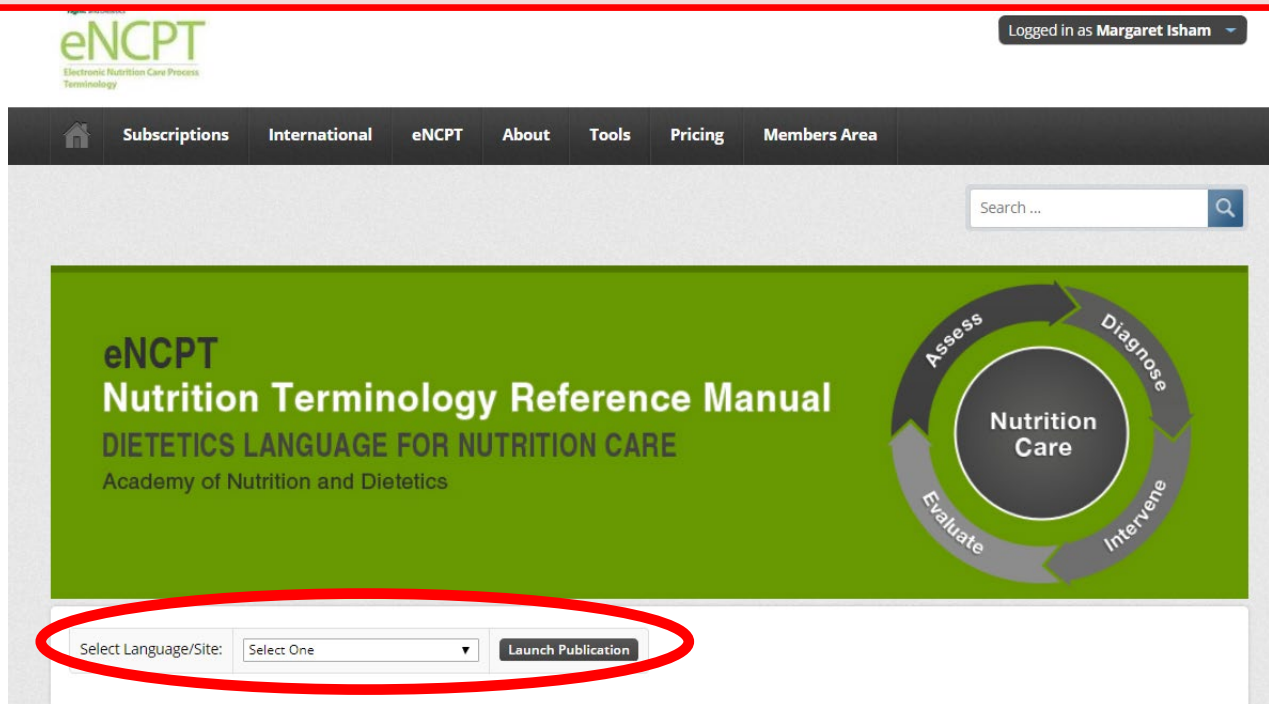 eNCPT
Electronic Nutrition Care Process
Terminology
Logged in as Margaret Isham
Subscriptions International eNCPT About Tools Pricing Members Area
Search ...
eNCPT
Nutrition Terminology Reference Manual
DIETETICS LANGUAGE FOR NUTRITION CARE
Academy of Nutrition and Dietetics
Assess
Diagnose
Nutrition
Care
Evaluate
Intervene
Select Language/Site: Select One Launch Publication